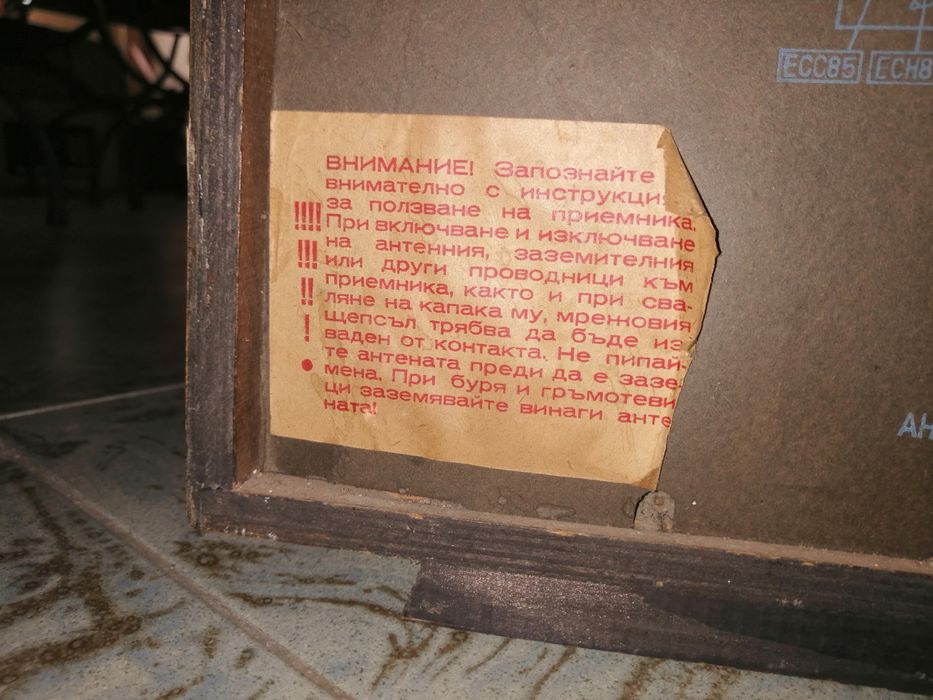 ECC85 ECH8
ВНИМАНИЕ! Запознайте
внимателно с инструкци
за ползване на приемника.
!!!! При включване и изключване
на антенния, заземителния
!!! или други проводници към
!! приемника, както и при сва-
ляне на капака му, мрежовия
! щепсъл трябва да бъде из
ваден от контакта. Не пипай-
те антената преди да е зазе-
мена. При буря и гръмотеви
ци заземявайте винаги анте
ната!
АН